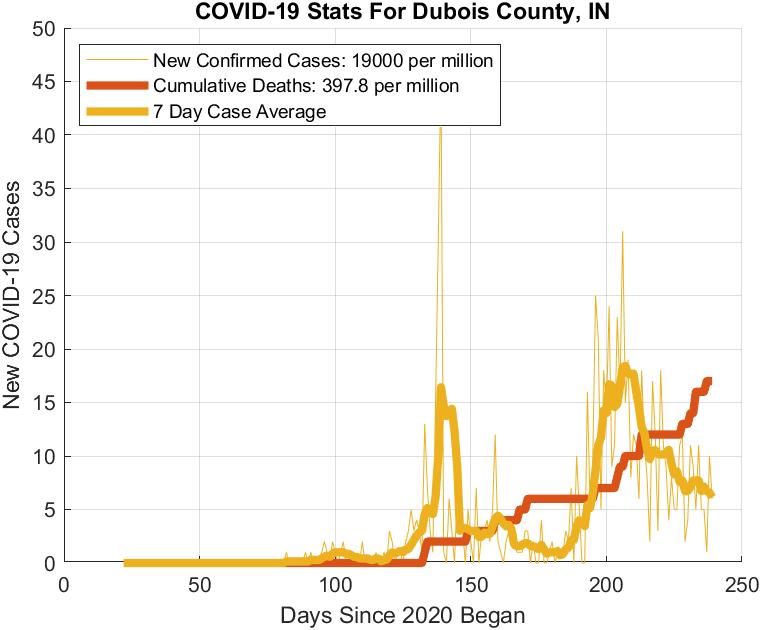 COVID-19 Stats For Dubois County, IN
New COVID-19 Cases
50
45
40
35
30
25
20
15
10
5
0
New Confirmed Cases: 19000 per million
Cumulative Deaths: 397.8 per million
7 Day Case Average
0 50 100 150 200 250
Days Since 2020 Began